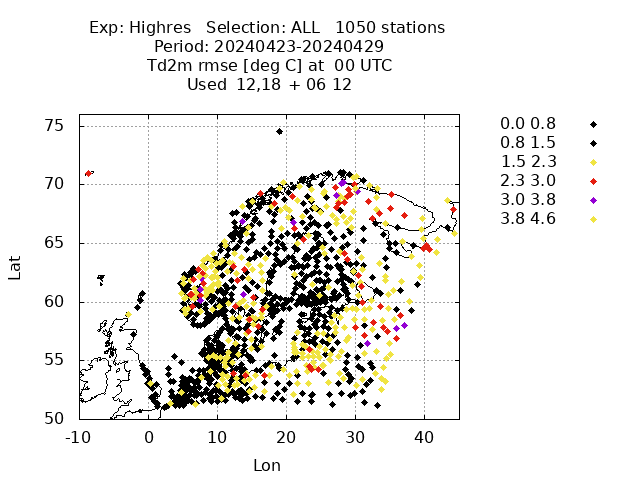 Exp: Highres   Selection: ALL   1050 stations
Period: 20240423-20240429
Td2m rmse [deg C] at  00 UTC
Used  12,18 + 06 12
0.0 0.8
0.8 1.5
1.5 2.3
2.3 3.0
3.0 3.8
3.8 4.6
75
70
65
60
55
50
Lat
-10 0 10 20 30 40
Lon